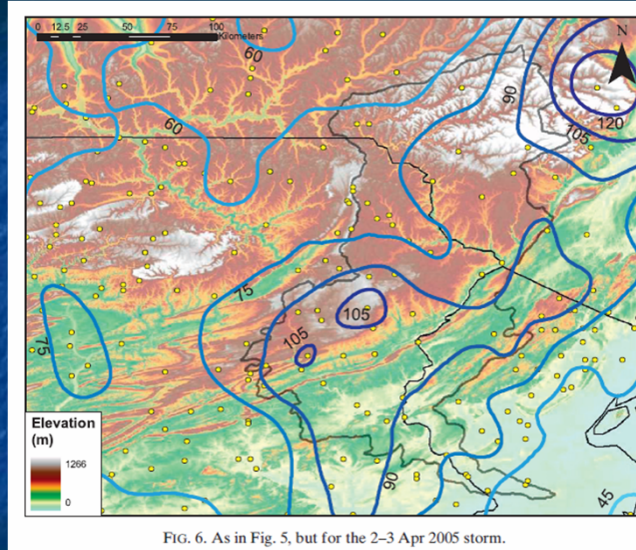 0 12.5 25 50 75 100
Kilometers
N
60
90
120
105
60
75
105
75
105
Elevation
(m)
1266
0
90
45
FIG. 6. As in Fig. 5, but for the 2–3 Apr 2005 storm.